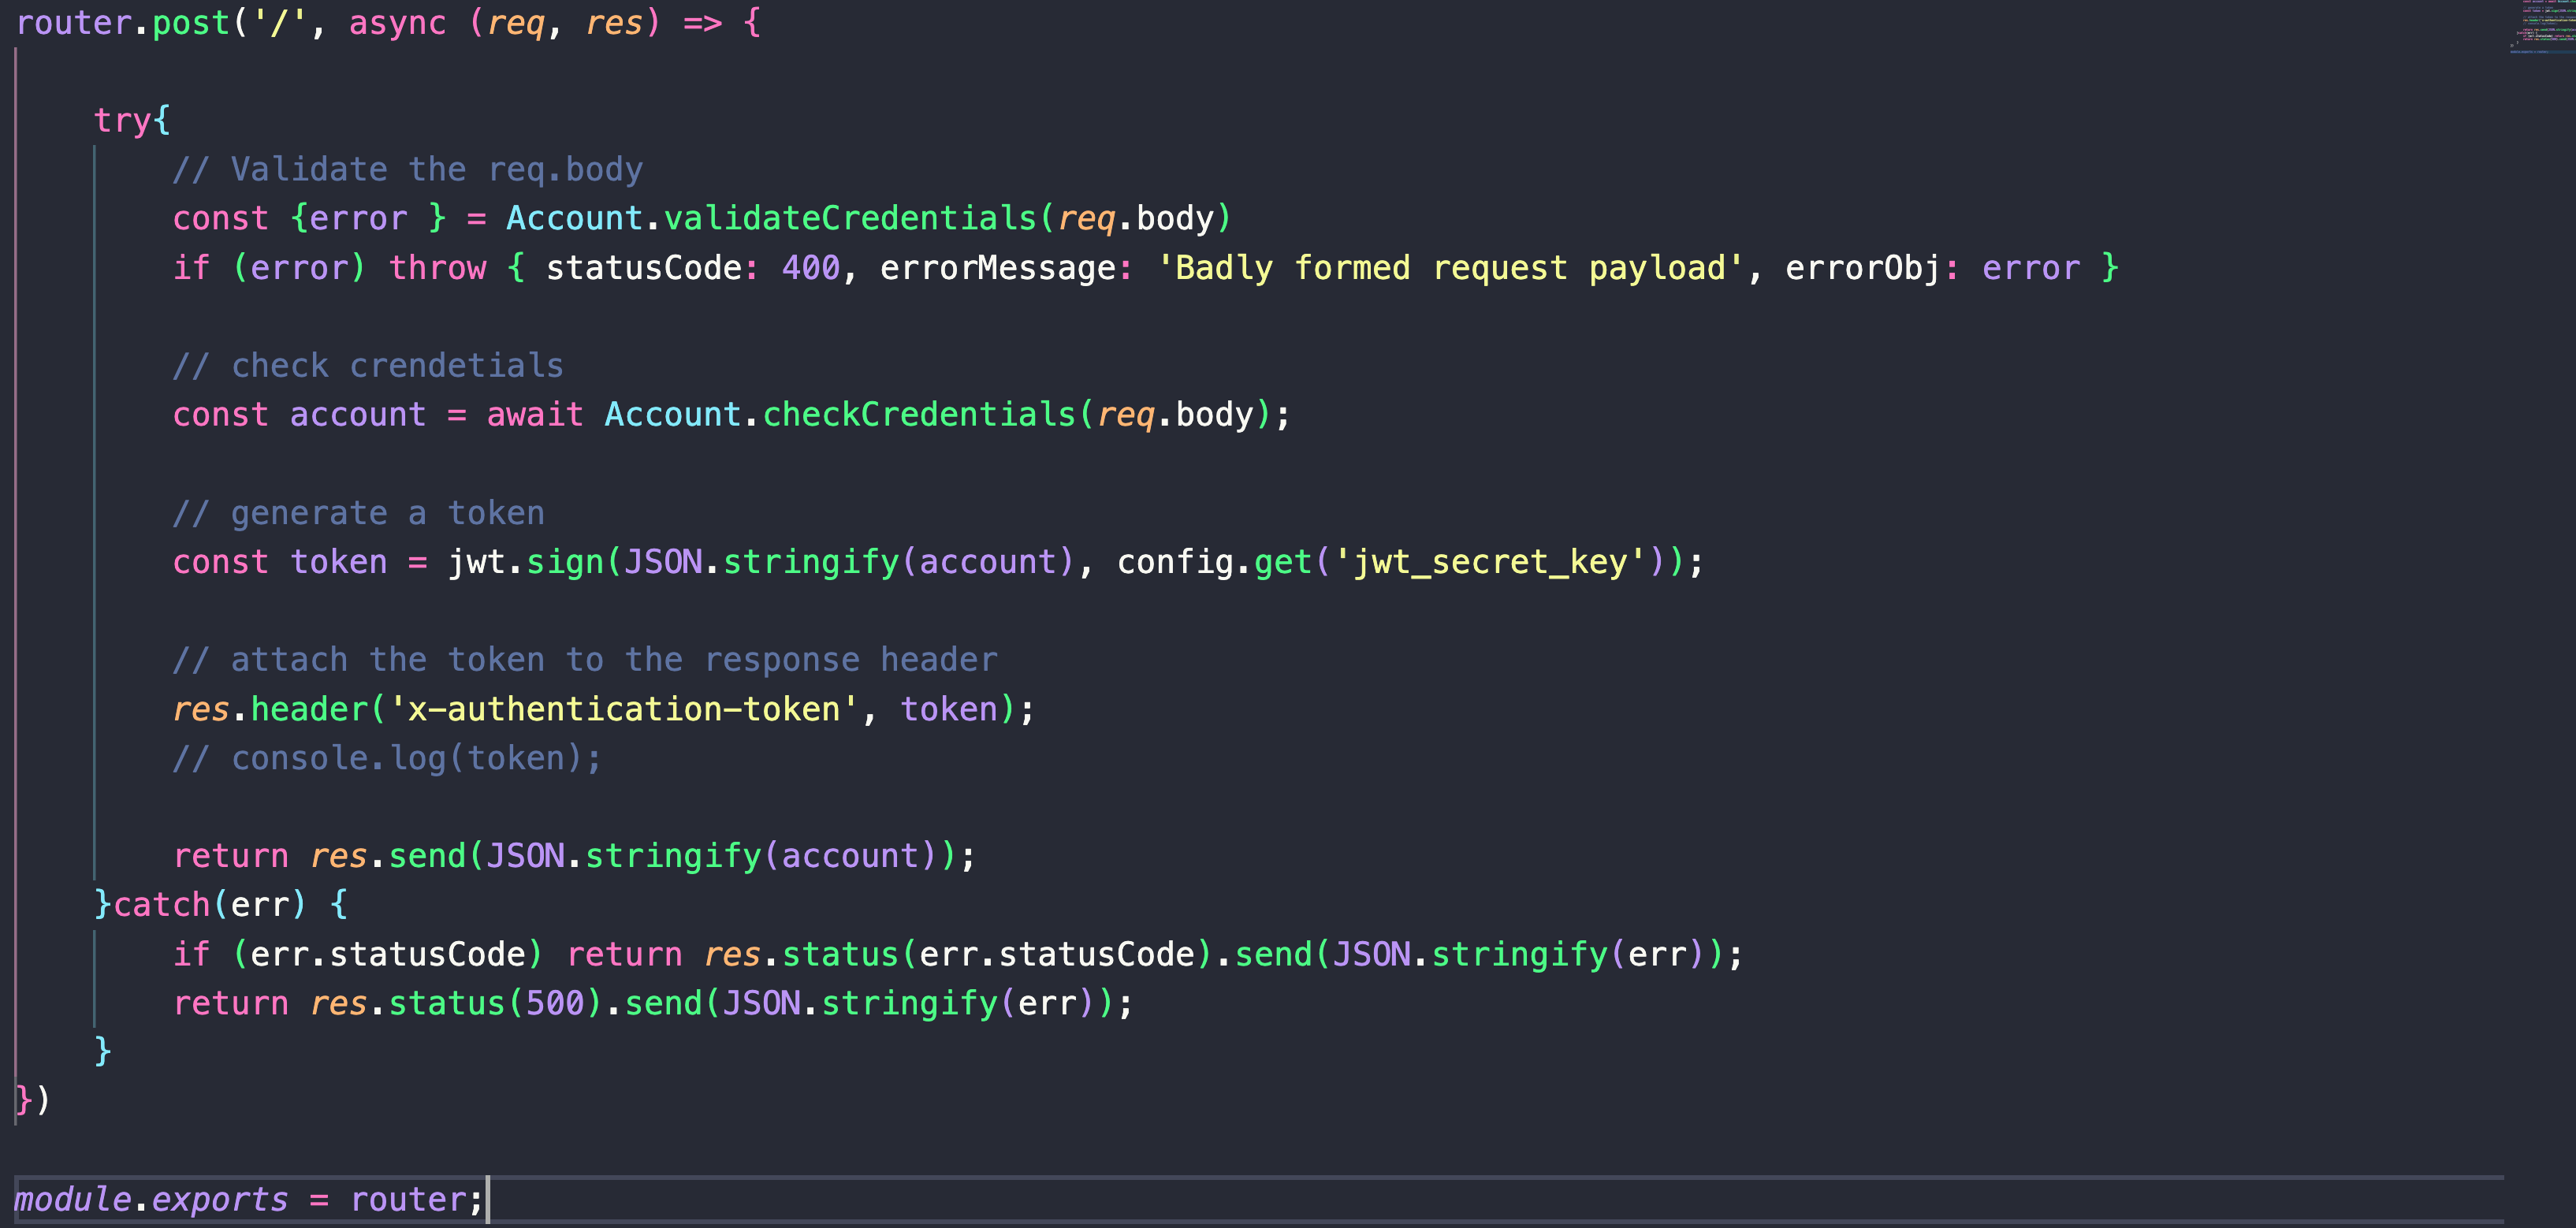 router.post('/', async (req, res) => {
try{
// Validate the req.body
const {error } = Account.validateCredentials(req.body)
if (error) throw { statusCode: 400, errorMessage: 'Badly formed request payload', errorObj: error }
// check crendetials
const account = await Account.checkCredentials(req.body);
// generate a token
const token = jwt.sign(JSON.stringify(account), config.get('jwt_secret_key'));
// attach the token to the response header
res.header('x-authentication-token', token);
// console.log(token);
return res.send(JSON.stringify(account));
}catch(err) {
if (err.statusCode) return res.status(err.statusCode).send(JSON.stringify(err));
return res.status(500).send(JSON.stringify(err));
}
})
module.exports = router;